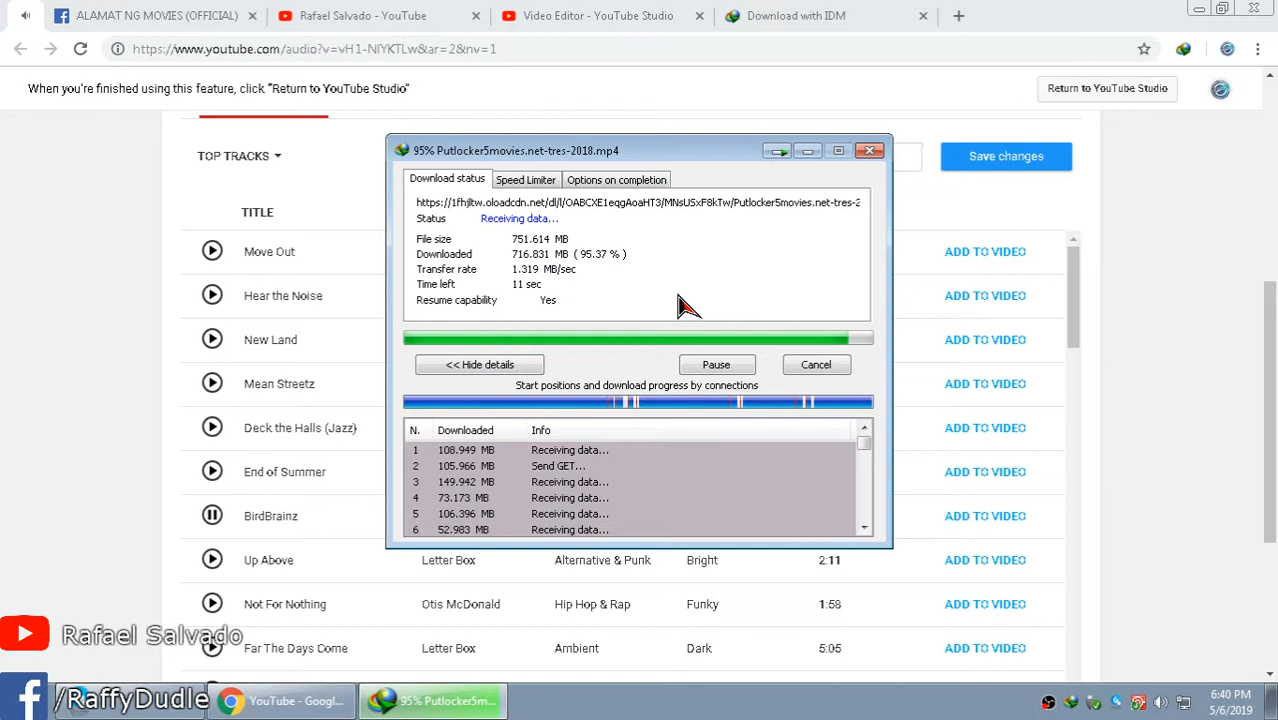 ALAMAT NG MOVIES (OFFICIAL)
Rafael Salvado - YouTube
Video Editor - YouTube Studio
Download with IDM
https://www.youtube.com/audio?v=vH1-NlYKTLw&ar=2&nv=1
When you're finished using this feature, click "Return to YouTube Studio"
Return to YouTube Studio
TOP TRACKS
Save changes
TITLE
Move Out
ADD TO VIDEO
Hear the Noise
ADD TO VIDEO
New Land
ADD TO VIDEO
Mean Streetz
ADD TO VIDEO
Deck the Halls (Jazz)
ADD TO VIDEO
End of Summer
ADD TO VIDEO
BirdBrainz
ADD TO VIDEO
Up Above Letter Box Alternative & Punk Bright 2:11 ADD TO VIDEO
Not For Nothing Otis McDonald Hip Hop & Rap Funky 1:58 ADD TO VIDEO
Far The Days Come Letter Box Ambient Dark 5:05 ADD TO VIDEO
95% Putlocker5movies.net-tres-2018.mp4
Download status Speed Limiter Options on completion
https://1fhjltw.oloadcdn.net/dl/l/OABCXE1eqgAoaHT3/MNsU5xF8kTw/Putlocker5movies.net-tres-2
Status Receiving data...
File size 751.614 MB
Downloaded 716.831 MB ( 95.37 % )
Transfer rate 1.319 MB/sec
Time left 11 sec
Resume capability Yes
<< Hide details Pause Cancel
Start positions and download progress by connections
N. Downloaded Info
1 108.949 MB Receiving data...
2 105.966 MB Send GET...
3 149.942 MB Receiving data...
4 73.173 MB Receiving data...
5 106.396 MB Receiving data...
6 52.983 MB Receiving data...
Rafael Salvado
/RaffyDudle
YouTube - Googl...
95% Putlocker5m...
6:40 PM
5/6/2019